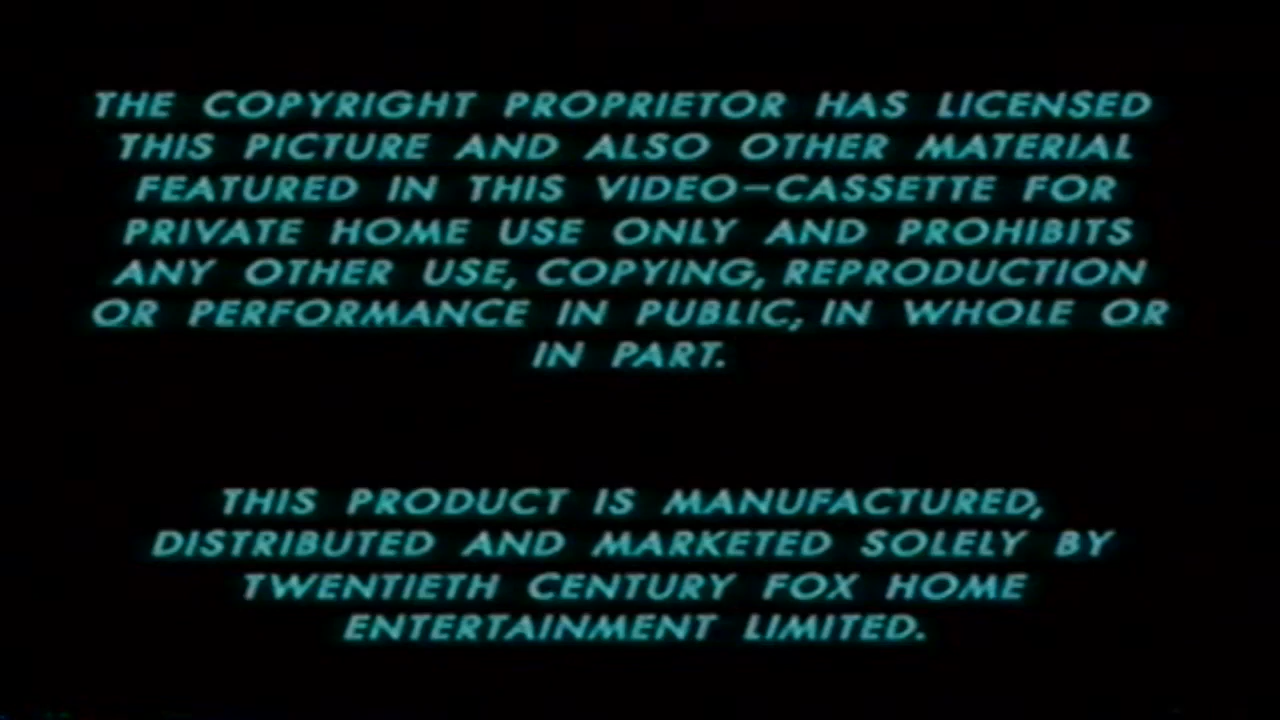 THE COPYRIGHT PROPRIETOR HAS LICENSED
THIS PICTURE AND ALSO OTHER MATERIAL
FEATURED IN THIS VIDEO-CASSETTE FOR
PRIVATE HOME USE ONLY AND PROHIBITS
ANY OTHER USE, COPYING, REPRODUCTION
OR PERFORMANCE IN PUBLIC, IN WHOLE OR
IN PART.
THIS PRODUCT IS MANUFACTURED,
DISTRIBUTED AND MARKETED SOLELY BY
TWENTIETH CENTURY FOX HOME
ENTERTAINMENT LIMITED.